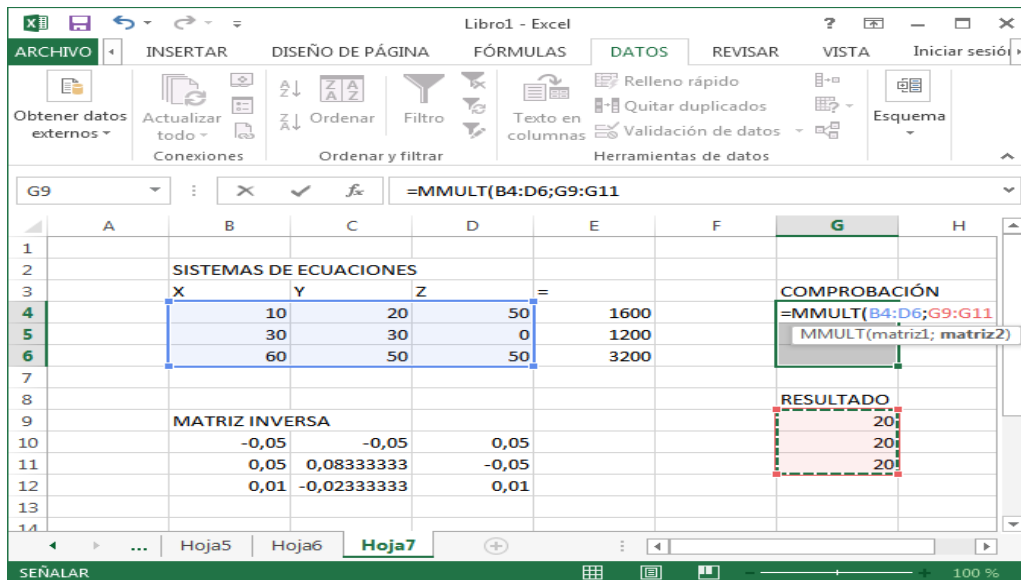 Libro1 - Excel
ARCHIVO INSERTAR DISEÑO DE PÁGINA FÓRMULAS DATOS REVISAR VISTA Iniciar sesión
Obtener datos externos
Actualizar todo
Ordenar
Filtro
Texto en columnas
Relleno rápido
Quitar duplicados
Validación de datos
Esquema
Conexiones Ordenar y filtrar Herramientas de datos
G9 fx =MMULT(B4:D6;G9:G11
A B C D E F G H
1
2 SISTEMAS DE ECUACIONES
3 X Y Z = COMPROBACIÓN
4 10 20 50 1600 =MMULT(B4:D6;G9:G11
5 30 30 0 1200 MMULT(matriz1; matriz2)
6 60 50 50 3200
7
8 RESULTADO
9 MATRIZ INVERSA 20
10 -0,05 -0,05 0,05 20
11 0,05 0,08333333 -0,05 20
12 0,01 -0,02333333 0,01
13
14
... Hoja5 Hoja6 Hoja7
SEÑALAR 100 %